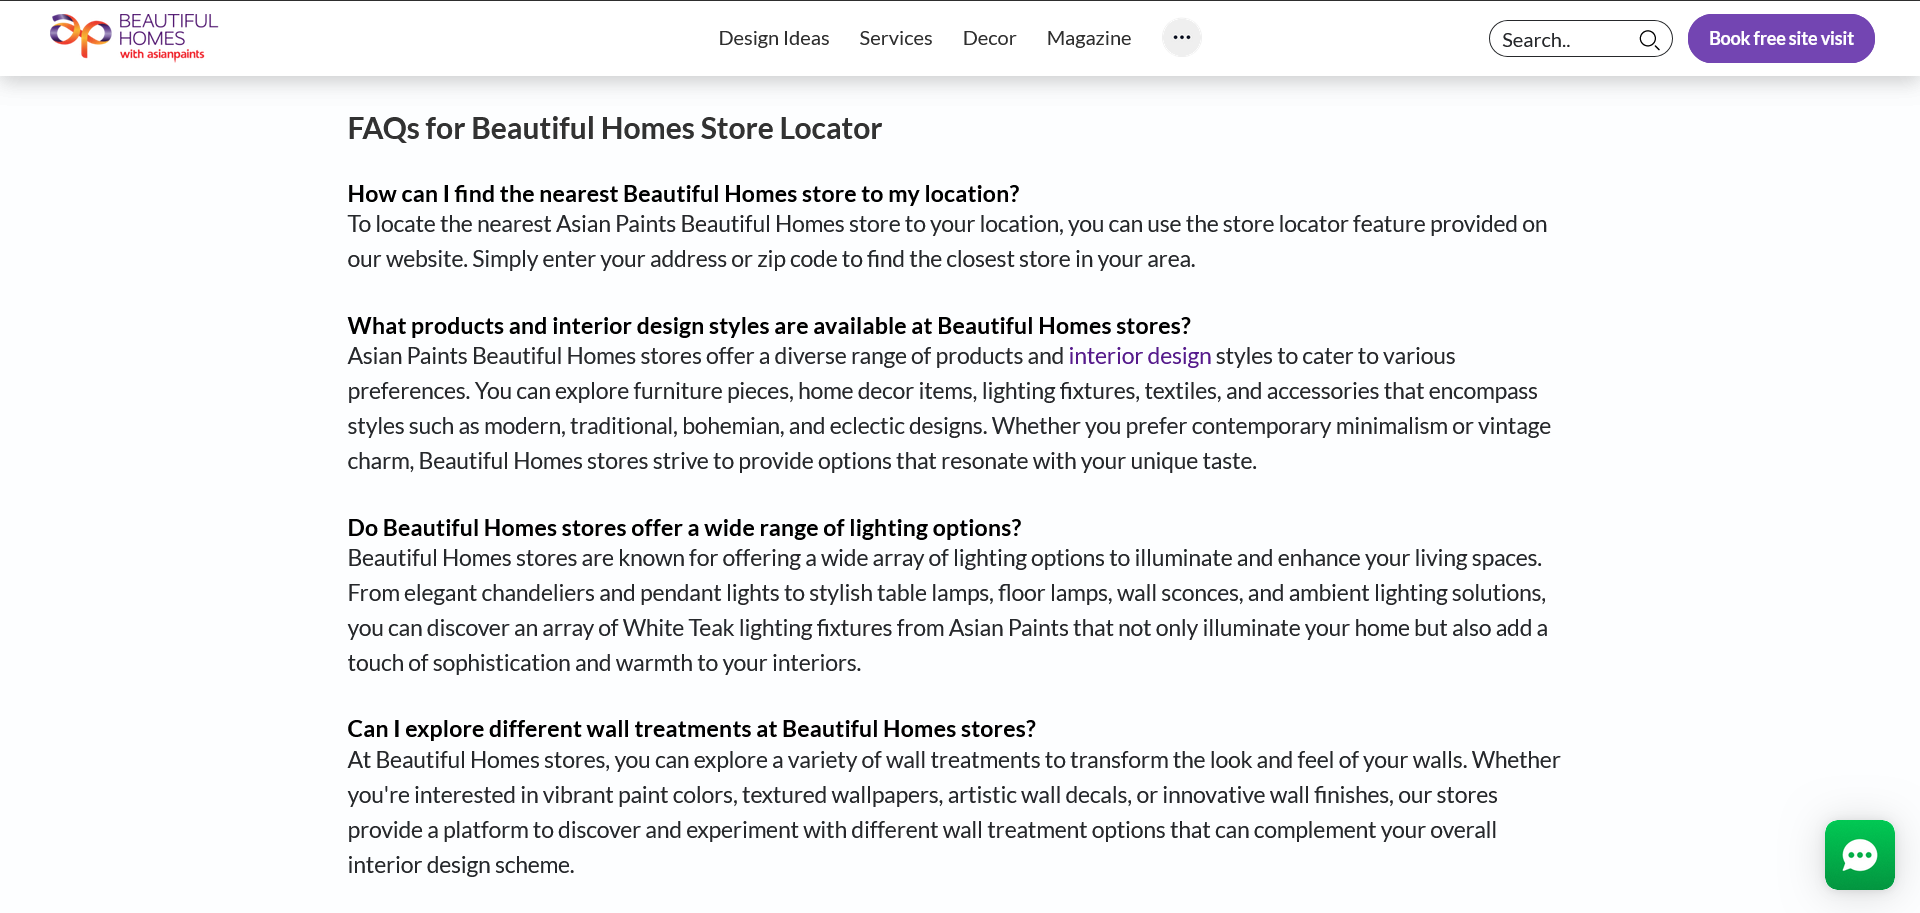 BEAUTIFUL
HOMES
with asianpaints
Design Ideas
Services
Decor
Magazine
Search..
Book free site visit
FAQs for Beautiful Homes Store Locator
How can I find the nearest Beautiful Homes store to my location?
To locate the nearest Asian Paints Beautiful Homes store to your location, you can use the store locator feature provided on
our website. Simply enter your address or zip code to find the closest store in your area.
What products and interior design styles are available at Beautiful Homes stores?
Asian Paints Beautiful Homes stores offer a diverse range of products and interior design styles to cater to various
preferences. You can explore furniture pieces, home decor items, lighting fixtures, textiles, and accessories that encompass
styles such as modern, traditional, bohemian, and eclectic designs. Whether you prefer contemporary minimalism or vintage
charm, Beautiful Homes stores strive to provide options that resonate with your unique taste.
Do Beautiful Homes stores offer a wide range of lighting options?
Beautiful Homes stores are known for offering a wide array of lighting options to illuminate and enhance your living spaces.
From elegant chandeliers and pendant lights to stylish table lamps, floor lamps, wall sconces, and ambient lighting solutions,
you can discover an array of White Teak lighting fixtures from Asian Paints that not only illuminate your home but also add a
touch of sophistication and warmth to your interiors.
Can I explore different wall treatments at Beautiful Homes stores?
At Beautiful Homes stores, you can explore a variety of wall treatments to transform the look and feel of your walls. Whether
you're interested in vibrant paint colors, textured wallpapers, artistic wall decals, or innovative wall finishes, our stores
provide a platform to discover and experiment with different wall treatment options that can complement your overall
interior design scheme.